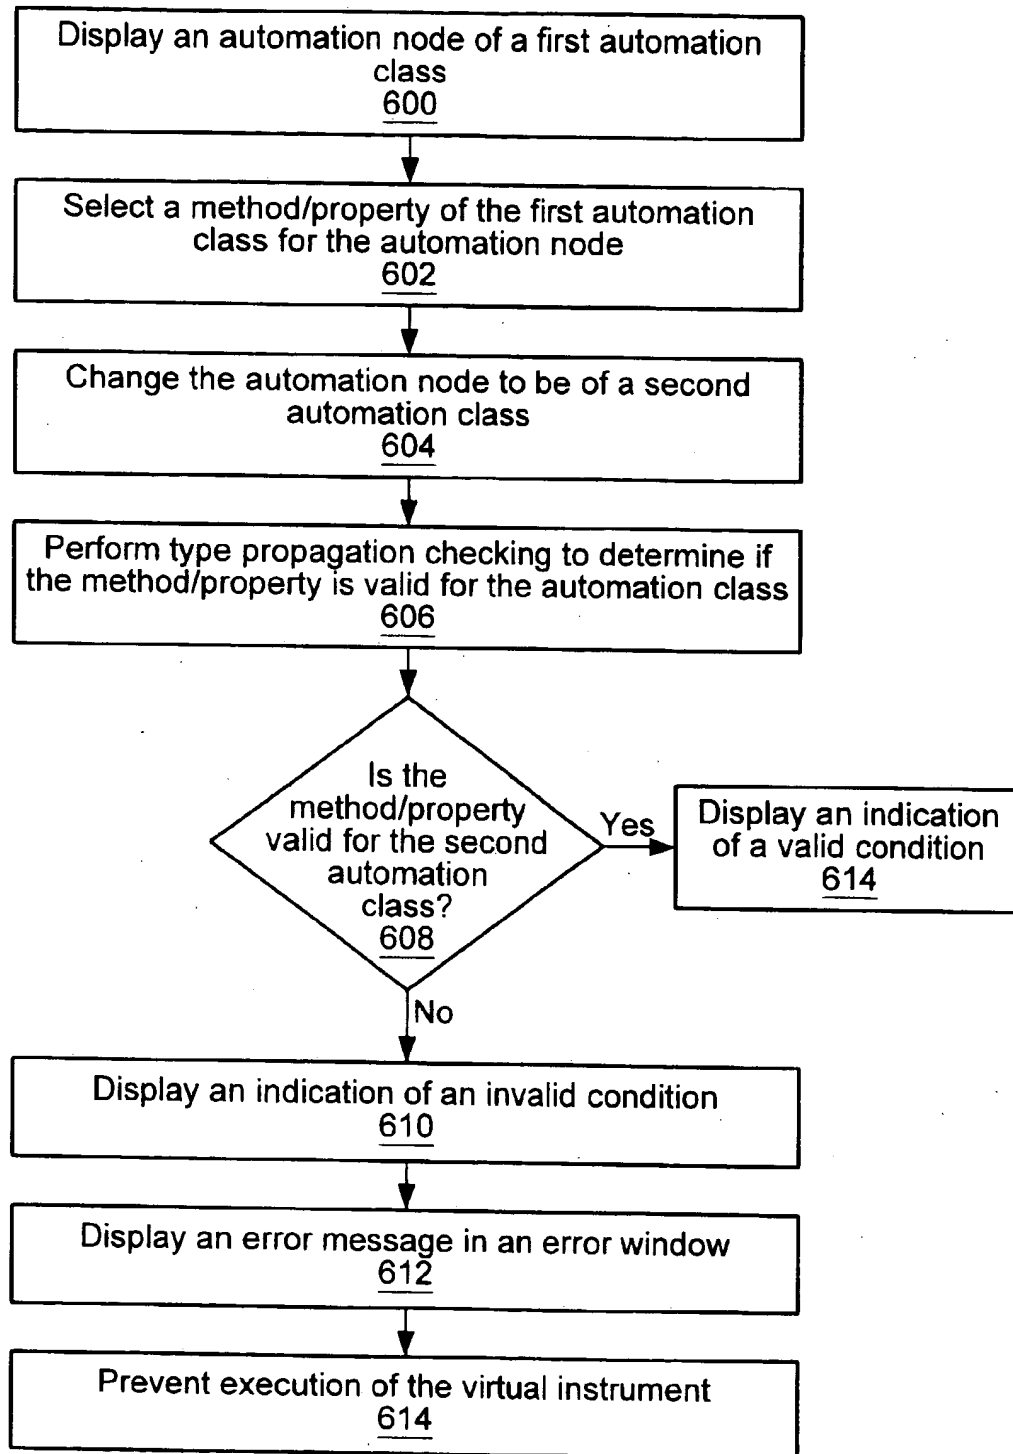 Display an automation node of a first automation
class
600
Select a method/property of the first automation
class for the automation node
602
Change the automation node to be of a second
automation class
604
Perform type propagation checking to determine if
the method/property is valid for the automation class
606
Is the
method/property
valid for the second
automation
class?
608
Yes
Display an indication
of a valid condition
614
No
Display an indication of an invalid condition
610
Display an error message in an error window
612
Prevent execution of the virtual instrument
614